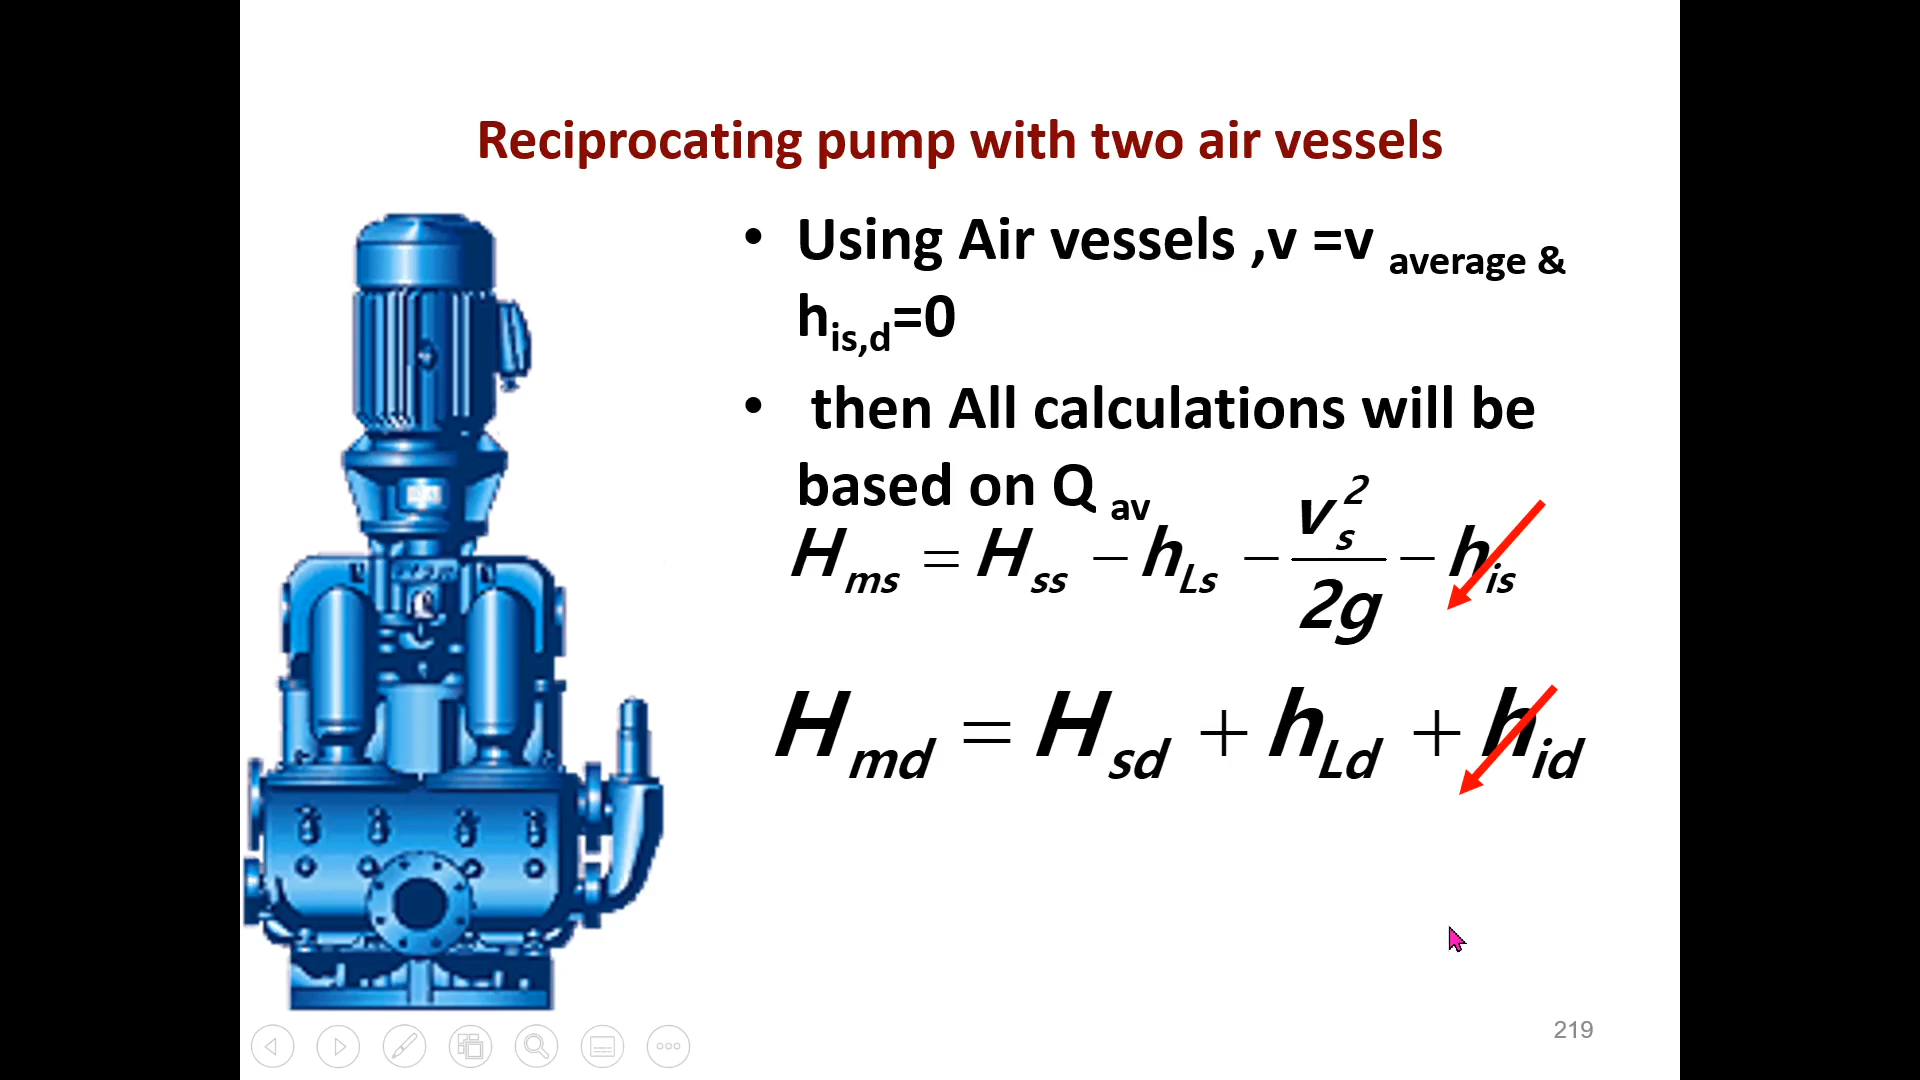 Reciprocating pump with two air vessels
• Using Air vessels ,v =v average &
h is,d =0
• then All calculations will be
based on Q av
H ms = H ss − h Ls − v s 2 / 2g − h is
H md = H sd + h Ld + h id
219